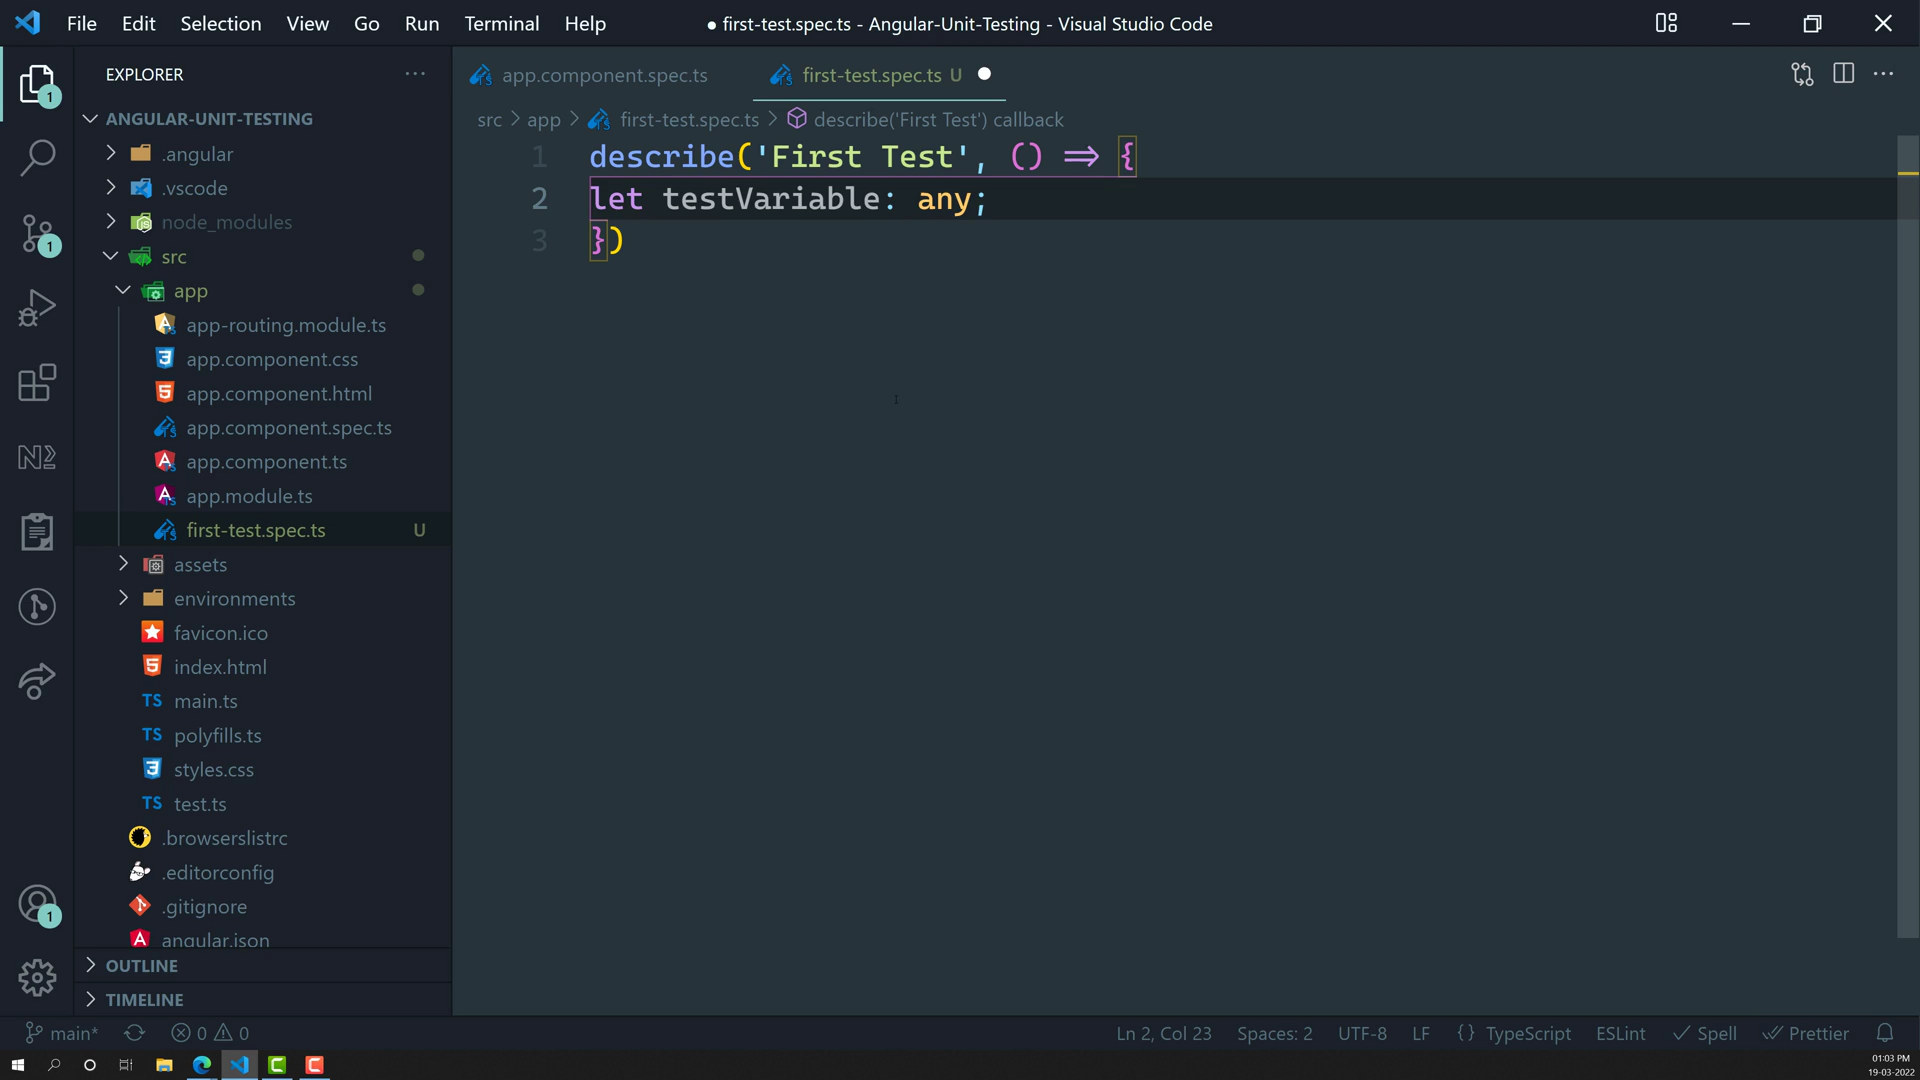 File Edit Selection View Go Run Terminal Help
● first-test.spec.ts - Angular-Unit-Testing - Visual Studio Code
EXPLORER
ANGULAR-UNIT-TESTING
.angular
.vscode
node_modules
src
app
app-routing.module.ts
app.component.css
app.component.html
app.component.spec.ts
app.component.ts
app.module.ts
first-test.spec.ts U
assets
environments
favicon.ico
index.html
main.ts
polyfills.ts
styles.css
test.ts
.browserslistrc
.editorconfig
.gitignore
angular.json
OUTLINE
TIMELINE
app.component.spec.ts
first-test.spec.ts U
src > app > first-test.spec.ts > describe('First Test') callback
1 describe('First Test', () => {
2 let testVariable: any;
3 })
1
1
1
main* 0 0
Ln 2, Col 23 Spaces: 2 UTF-8 LF {} TypeScript ESLint Spell Prettier
01:03 PM
19-03-2022